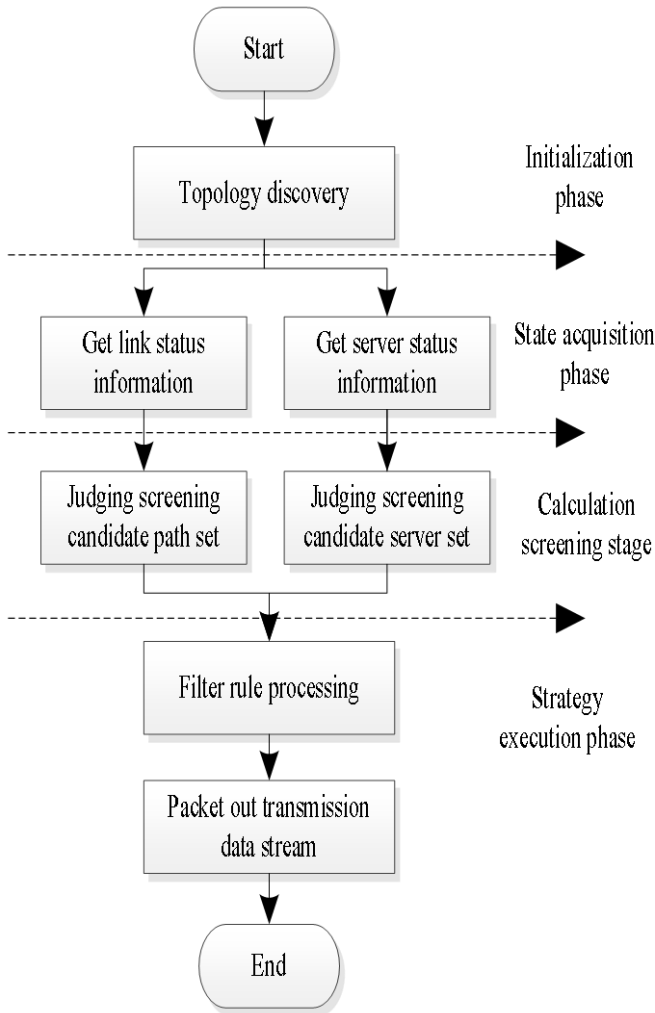 Start
Topology discovery
Initialization
phase
Get link status
information
Get server status
information
State acquisition
phase
Judging screening
candidate path set
Judging screening
candidate server set
Calculation
screening stage
Filter rule processing
Strategy
execution phase
Packet out transmission
data stream
End